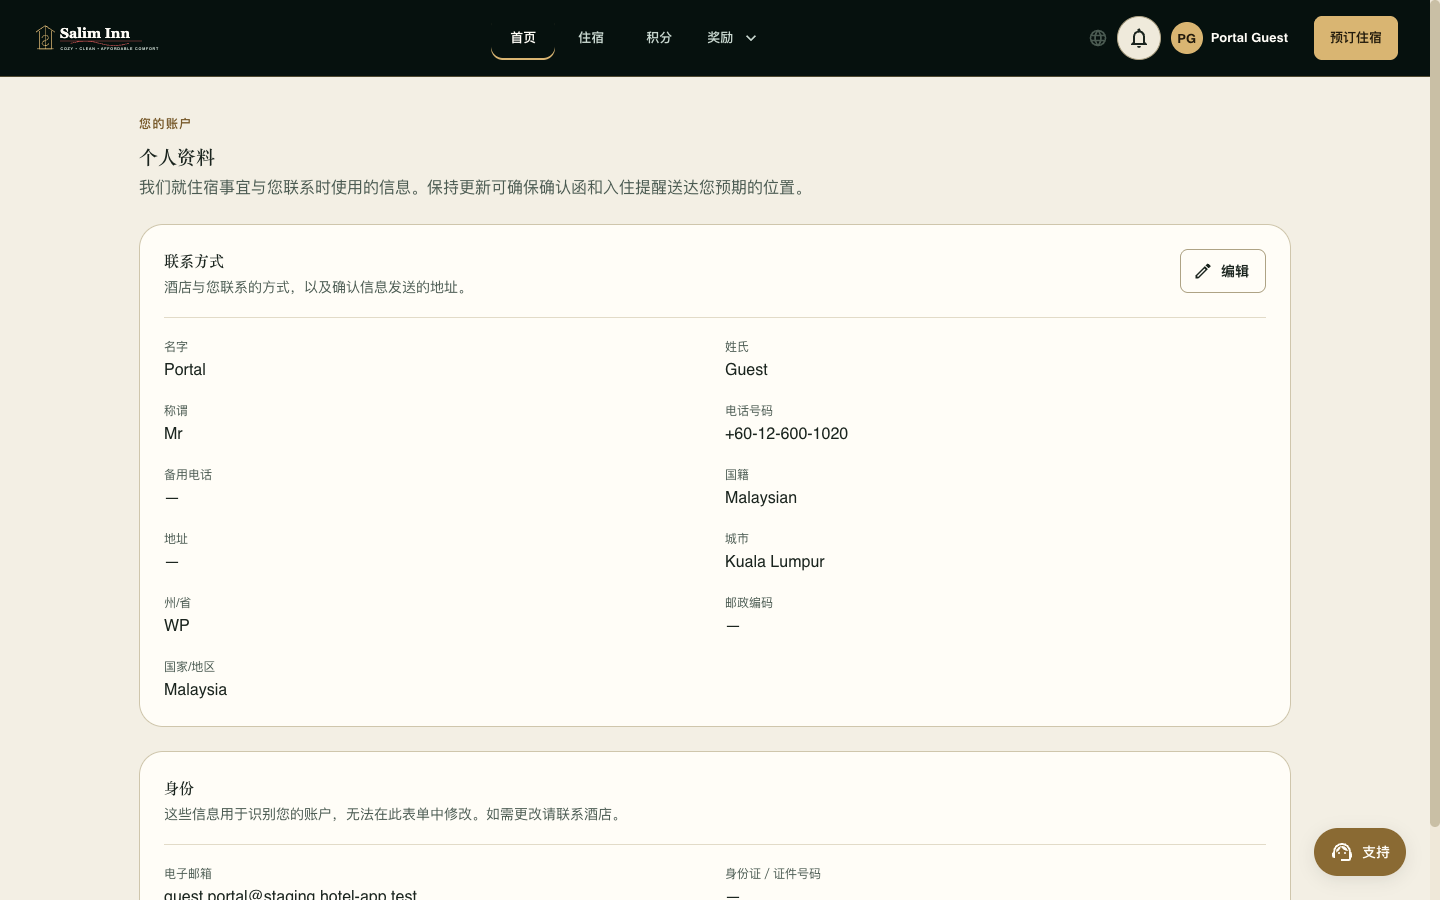 Salim Inn
COZY • CLEAN • AFFORDABLE COMFORT
首页
住宿
积分
奖励
PG
Portal Guest
预订住宿
您的账户
个人资料
我们就住宿事宜与您联系时使用的信息。保持更新可确保确认函和入住提醒送达您预期的位置。
联系方式
酒店与您联系的方式，以及确认信息发送的地址。
编辑
名字
Portal
姓氏
Guest
称谓
Mr
电话号码
+60-12-600-1020
备用电话
—
国籍
Malaysian
地址
—
城市
Kuala Lumpur
州/省
WP
邮政编码
—
国家/地区
Malaysia
身份
这些信息用于识别您的账户，无法在此表单中修改。如需更改请联系酒店。
电子邮箱
guest.portal@staging.hotel-app.test
身份证 / 证件号码
—
支持